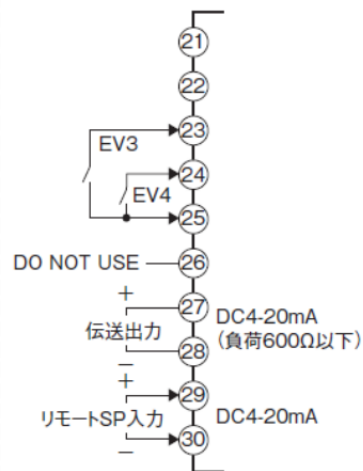 21
22
23
EV3
24
EV4
25
DO NOT USE
26
+
27
DC4-20mA
伝送出力
(負荷600Ω以下)
28
−
+
29
リモートSP入力
DC4-20mA
30
−